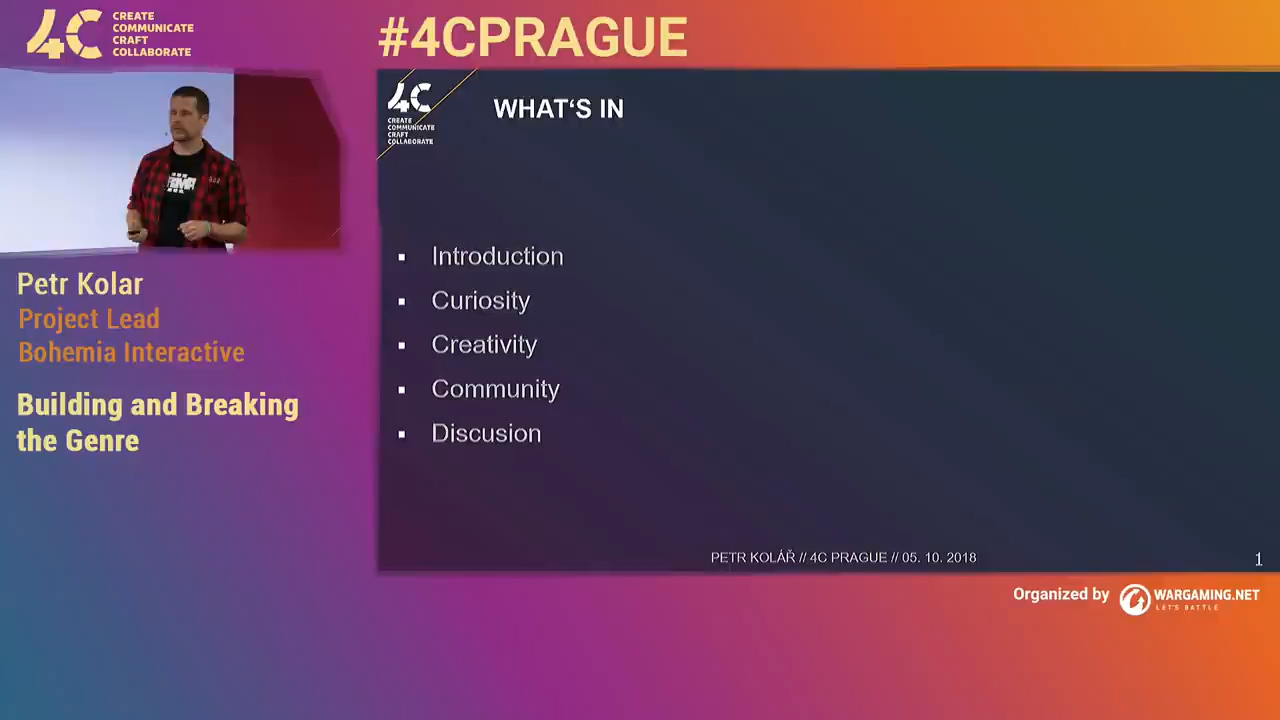 4C
CREATE
COMMUNICATE
CRAFT
COLLABORATE
#4CPRAGUE
4C
CREATE
COMMUNICATE
CRAFT
COLLABORATE
WHAT‘S IN
Petr Kolar
Project Lead
Bohemia Interactive
Building and Breaking
the Genre
▪ Introduction
▪ Curiosity
▪ Creativity
▪ Community
▪ Discusion
PETR KOLÁŘ // 4C PRAGUE // 05. 10. 2018
1
Organized by
WARGAMING.NET
LET'S BATTLE